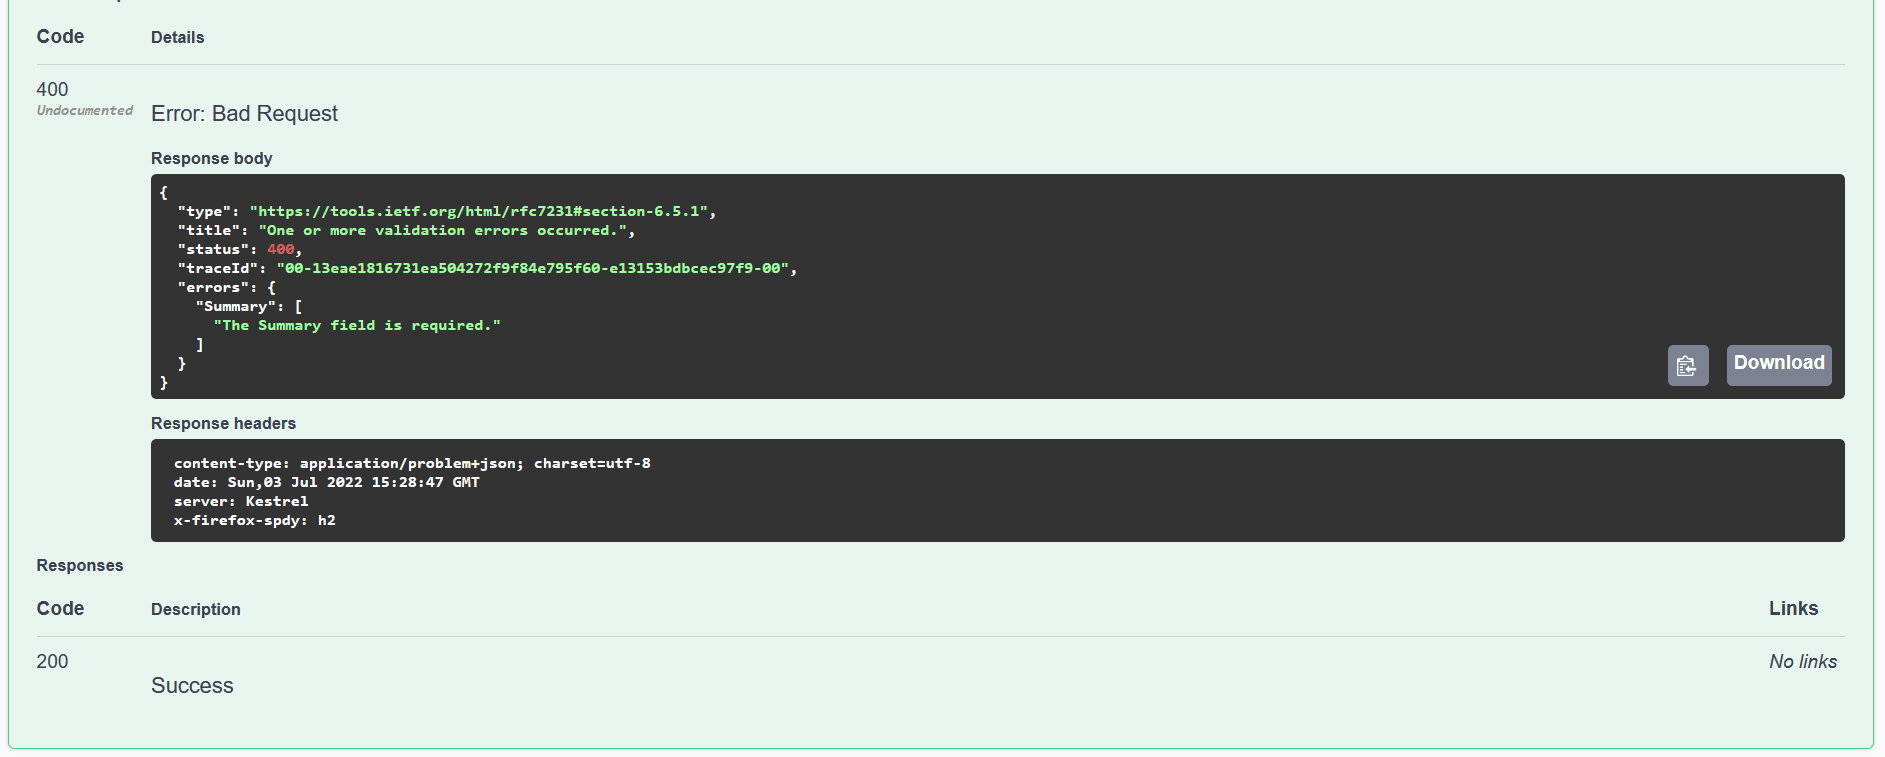 Code Details
400
Undocumented
Error: Bad Request
Response body
{
  "type": "https://tools.ietf.org/html/rfc7231#section-6.5.1",
  "title": "One or more validation errors occurred.",
  "status": 400,
  "traceId": "00-13eae1816731ea504272f9f84e795f60-e13153bdbcec97f9-00",
  "errors": {
    "Summary": [
      "The Summary field is required."
    ]
  }
}
Download
Response headers
content-type: application/problem+json; charset=utf-8
date: Sun,03 Jul 2022 15:28:47 GMT
server: Kestrel
x-firefox-spdy: h2
Responses
Code Description Links
200 No links
Success